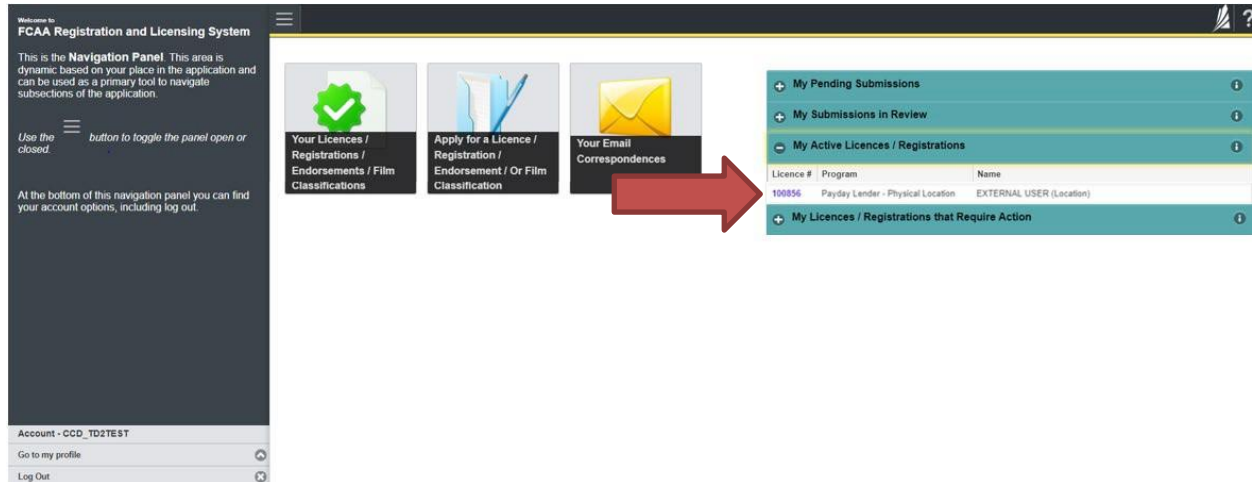 Welcome to
FCAA Registration and Licensing System
This is the Navigation Panel. This area is
dynamic based on your place in the application and
can be used as a primary tool to navigate
subsections of the application.
Use the button to toggle the panel open or
closed.
At the bottom of this navigation panel you can find
your account options, including log out.
Account - CCD_TD2TEST
Go to my profile
Log Out
?
Your Licences /
Registrations /
Endorsements / Film
Classifications
Apply for a Licence /
Registration /
Endorsement / Or Film
Classification
Your Email
Correspondences
My Pending Submissions
My Submissions in Review
My Active Licences / Registrations
Licence # Program Name
100856 Payday Lender - Physical Location EXTERNAL USER (Location)
My Licences / Registrations that Require Action